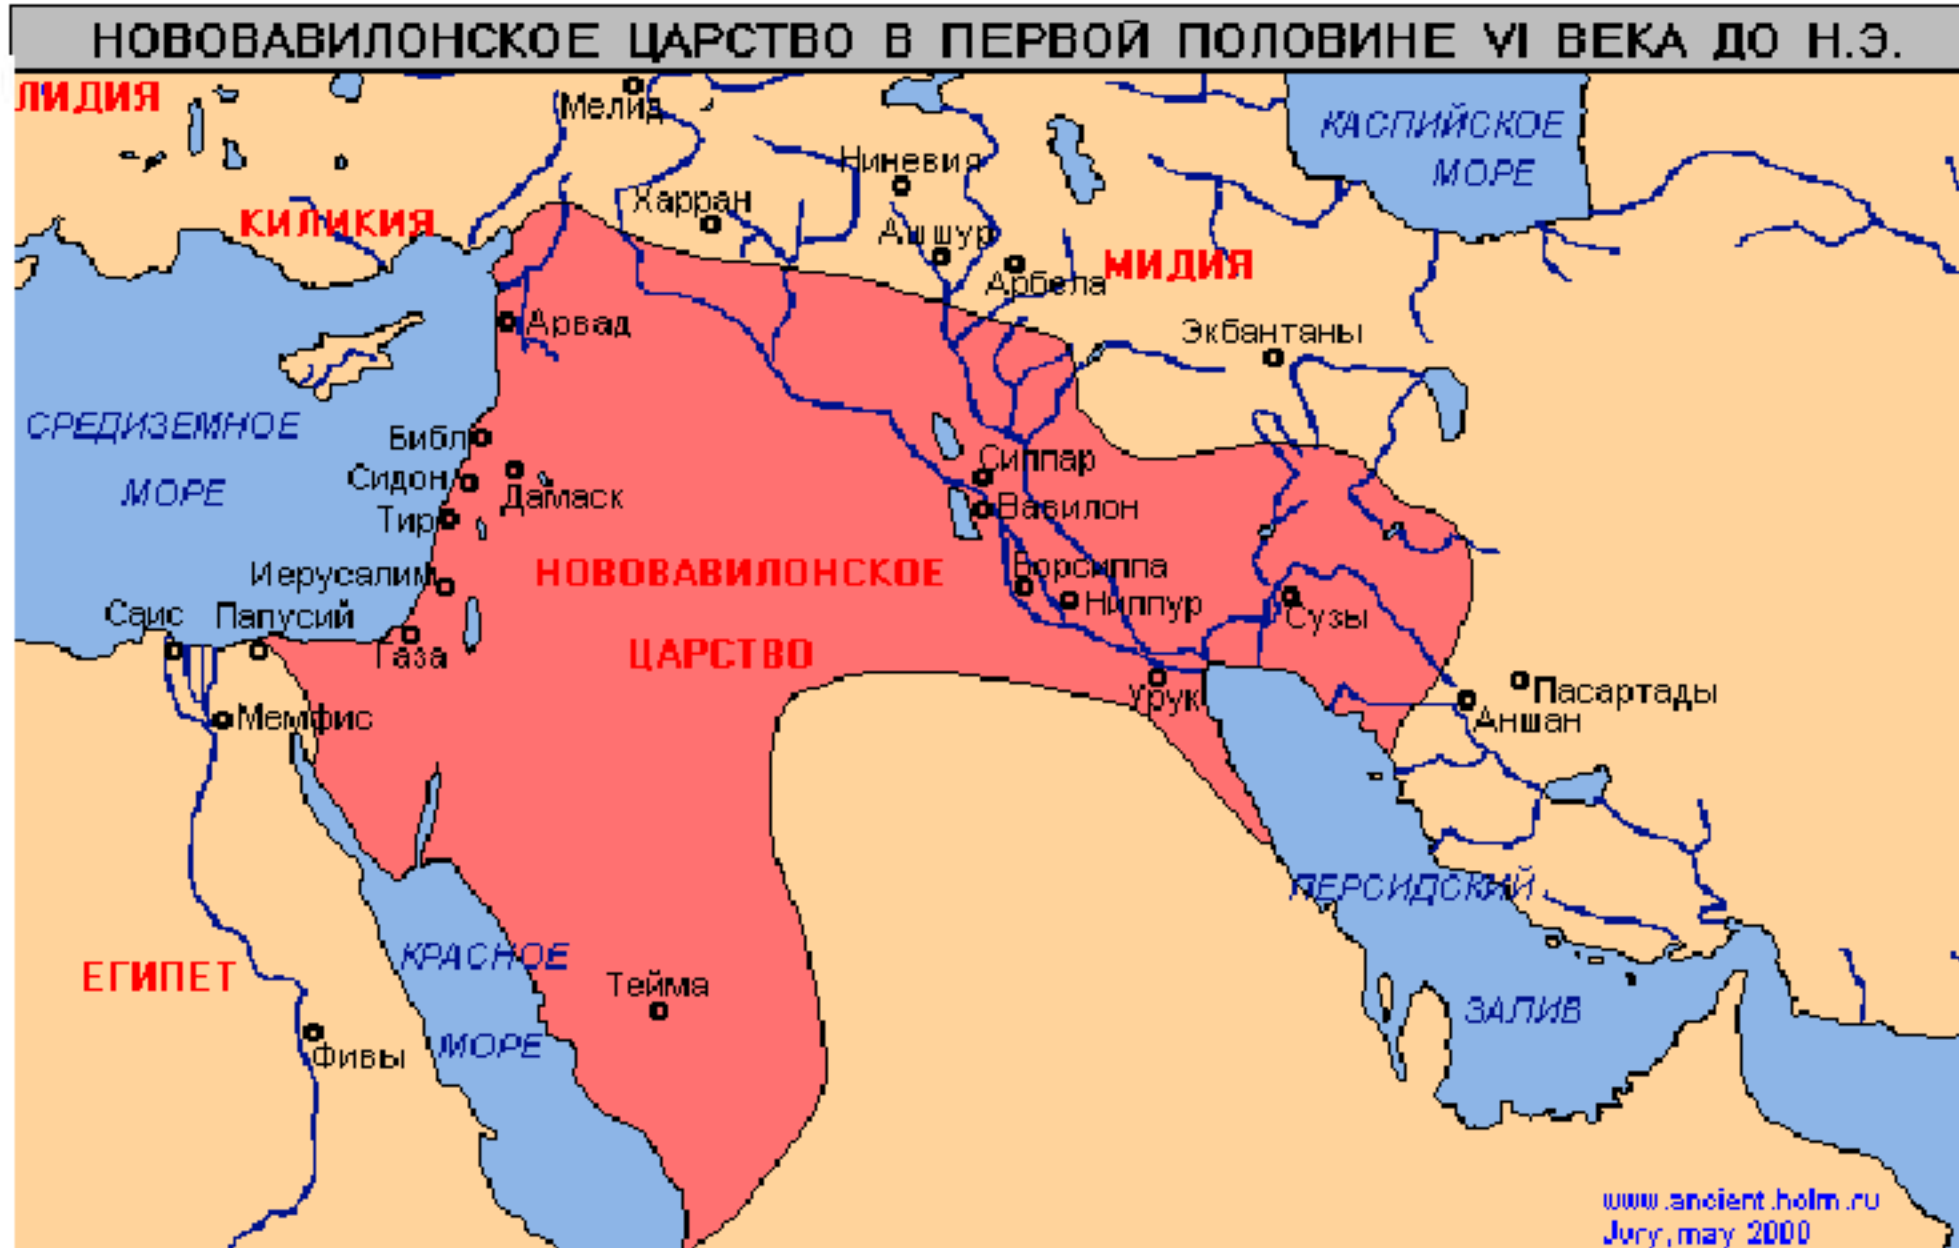 НОВОВАВИЛОНСКОЕ ЦАРСТВО В ПЕРВОЙ ПОЛОВИНЕ VI ВЕКА ДО Н.Э.
ЛИДИЯ
Мелид
КАСПИЙСКОЕ
МОРЕ
Ниневия
Харран
КИЛИКИЯ
Ашшур
МИДИЯ
Арбела
Арвад
Экбантаны
СРЕДИЗЕМНОЕ
МОРЕ
Библ
Сидон
Дамаск
Тир
Сиппар
Вавилон
НОВОВАВИЛОНСКОЕ
ЦАРСТВО
Иерусалим
Ворсиппа
Ниппур
Сузы
Саис
Папусий
Газа
Урук
Пасартады
Аншан
Мемфис
ПЕРСИДСКИЙ
ЗАЛИВ
КРАСНОЕ
МОРЕ
ЕГИПЕТ
Тейма
Фивы
www.ancient.holm.ru
Jury, may 2000